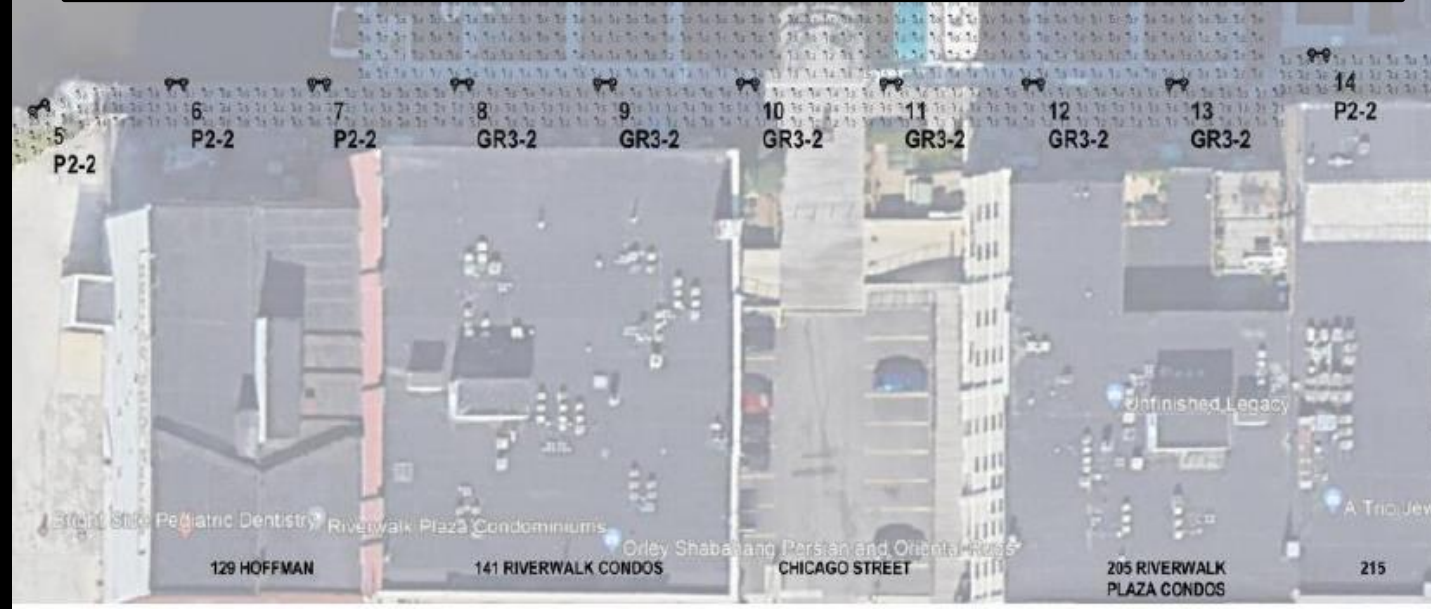 14
P2-2
6 7 8 9 10 11 12 13
P2-2 P2-2 GR3-2 GR3-2 GR3-2 GR3-2 GR3-2 GR3-2
5
P2-2
Unfinished Legacy
A Trio Jew
Bright Side Pediatric Dentistry
Riverwalk Plaza Condominiums
Orley Shabahang Persian and Oriental Rugs
129 HOFFMAN 141 RIVERWALK CONDOS CHICAGO STREET 205 RIVERWALK 215
PLAZA CONDOS